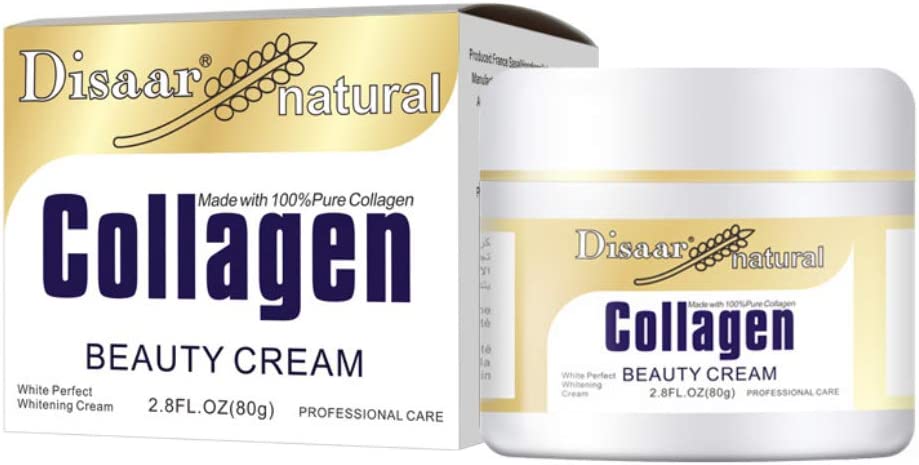 Disaar®
natural
Made with 100%Pure Collagen
Collagen
BEAUTY CREAM
White Perfect
Whitening Cream
2.8FL.OZ(80g)
PROFESSIONAL CARE
Produced:France
Disaar®
natural
Made with 100%Pure Collagen
Collagen
White Perfect
Whitening
Cream
BEAUTY CREAM
2.8FL.OZ(80g)
PROFESSIONAL CARE